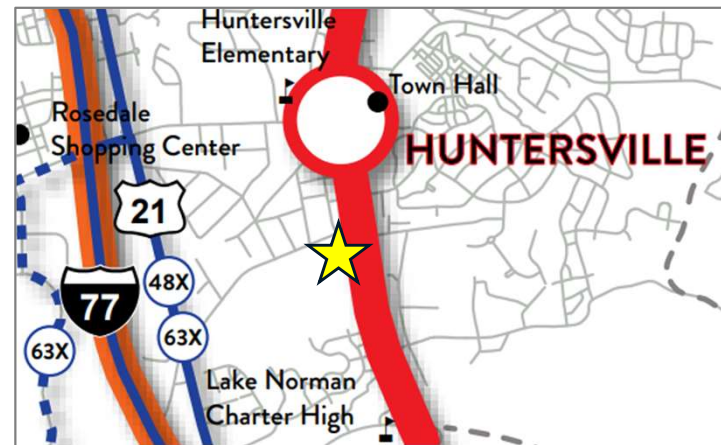 Huntersville
Elementary
Town Hall
Rosedale
Shopping Center
HUNTERSVILLE
21
48X
77
63X
63X
Lake Norman
Charter High